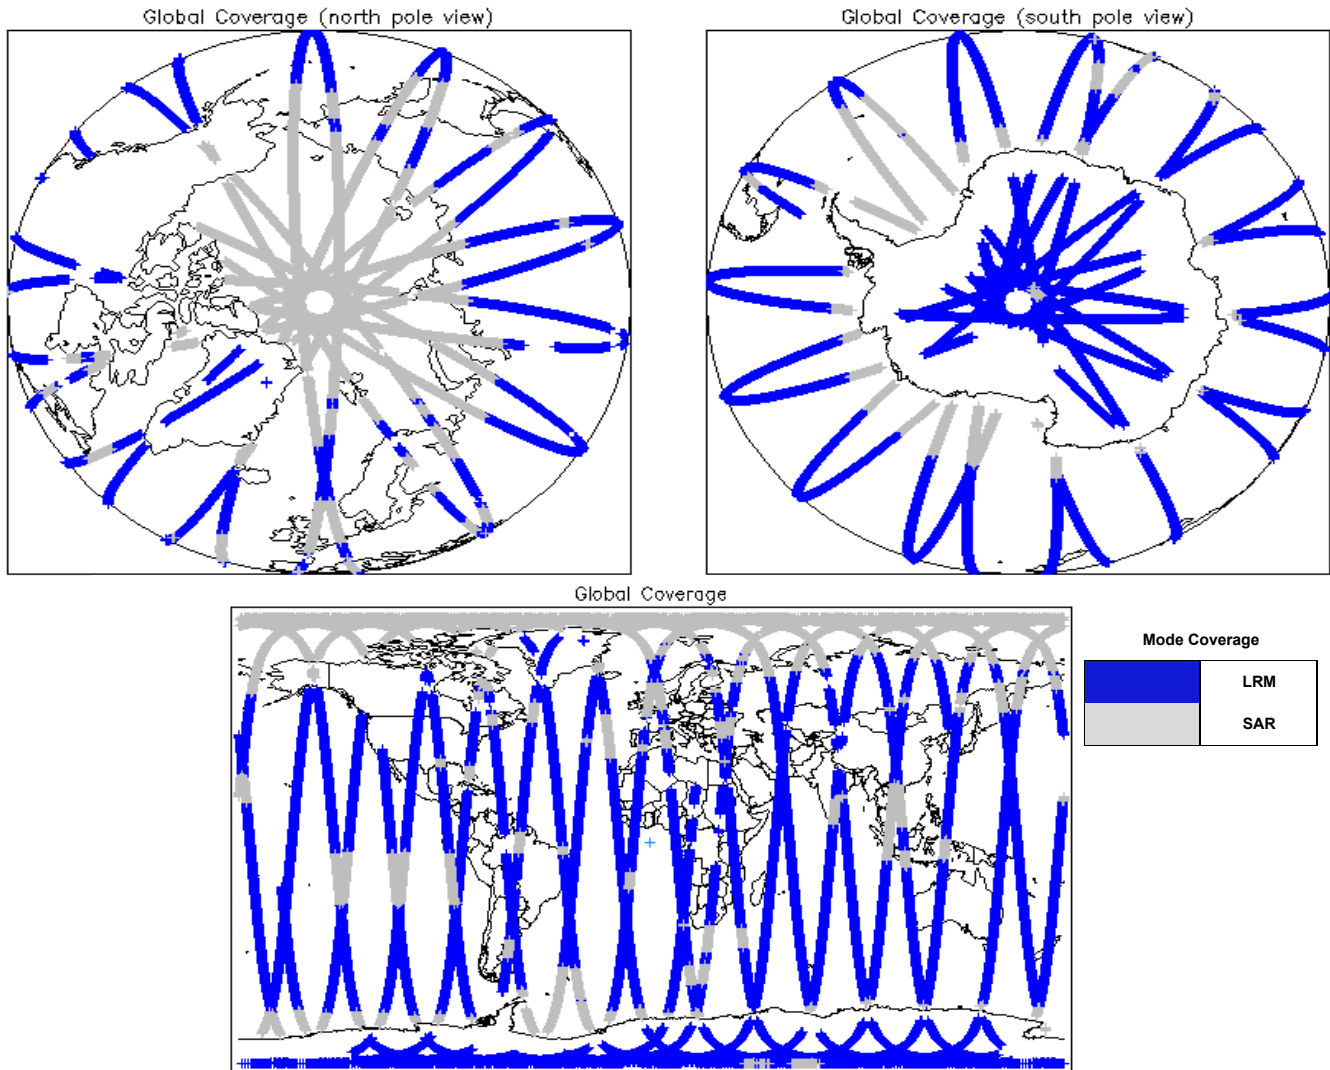 Global Coverage (north pole view)
Global Coverage (south pole view)
Global Coverage
Mode Coverage
LRM
SAR